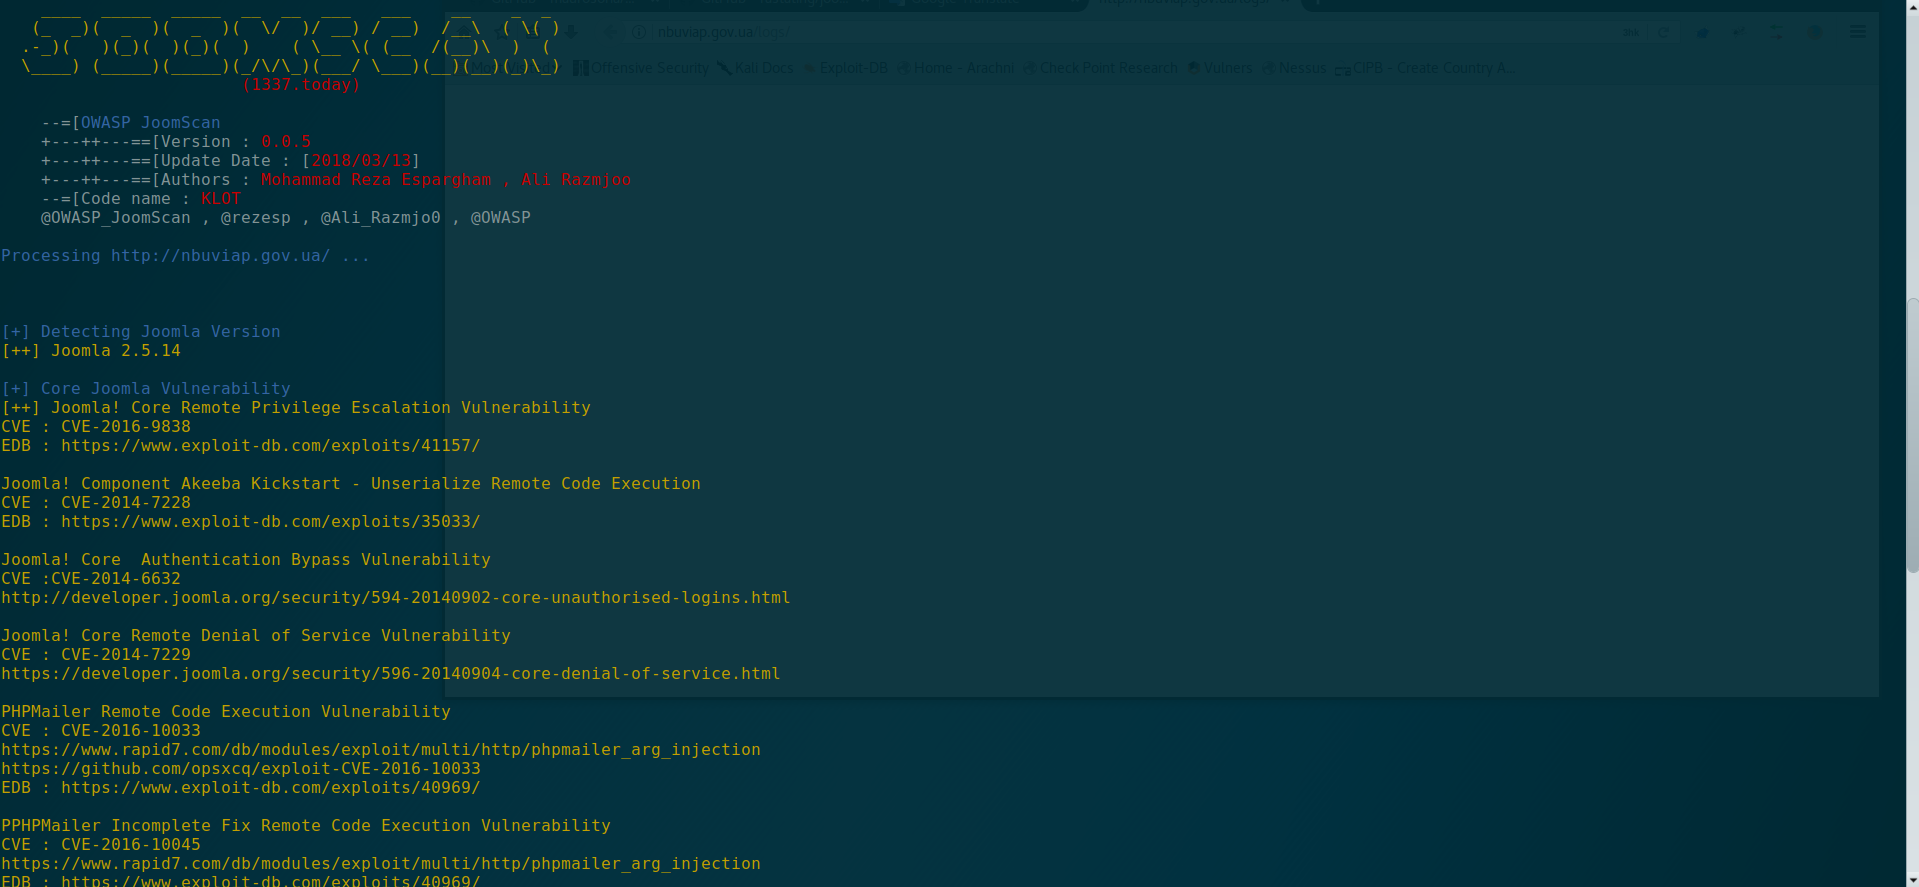 (1337.today)
--=[OWASP JoomScan
+---++---==[Version : 0.0.5
+---++---==[Update Date : [2018/03/13]
+---++---==[Authors : Mohammad Reza Espargham , Ali Razmjoo
--=[Code name : KLOT
@OWASP_JoomScan , @rezesp , @Ali_Razmjo0 , @OWASP
Processing http://nbuviap.gov.ua/ ...
[+] Detecting Joomla Version
[++] Joomla 2.5.14
[+] Core Joomla Vulnerability
[++] Joomla! Core Remote Privilege Escalation Vulnerability
CVE : CVE-2016-9838
EDB : https://www.exploit-db.com/exploits/41157/
Joomla! Component Akeeba Kickstart - Unserialize Remote Code Execution
CVE : CVE-2014-7228
EDB : https://www.exploit-db.com/exploits/35033/
Joomla! Core  Authentication Bypass Vulnerability
CVE :CVE-2014-6632
http://developer.joomla.org/security/594-20140902-core-unauthorised-logins.html
Joomla! Core Remote Denial of Service Vulnerability
CVE : CVE-2014-7229
https://developer.joomla.org/security/596-20140904-core-denial-of-service.html
PHPMailer Remote Code Execution Vulnerability
CVE : CVE-2016-10033
https://www.rapid7.com/db/modules/exploit/multi/http/phpmailer_arg_injection
https://github.com/opsxcq/exploit-CVE-2016-10033
EDB : https://www.exploit-db.com/exploits/40969/
PPHPMailer Incomplete Fix Remote Code Execution Vulnerability
CVE : CVE-2016-10045
https://www.rapid7.com/db/modules/exploit/multi/http/phpmailer_arg_injection
EDB : https://www.exploit-db.com/exploits/40969/
nbuviap.gov.ua/logs/
Offensive Security Kali Docs Exploit-DB Home - Arachni Check Point Research Vulners Nessus CIPB - Create Country A...